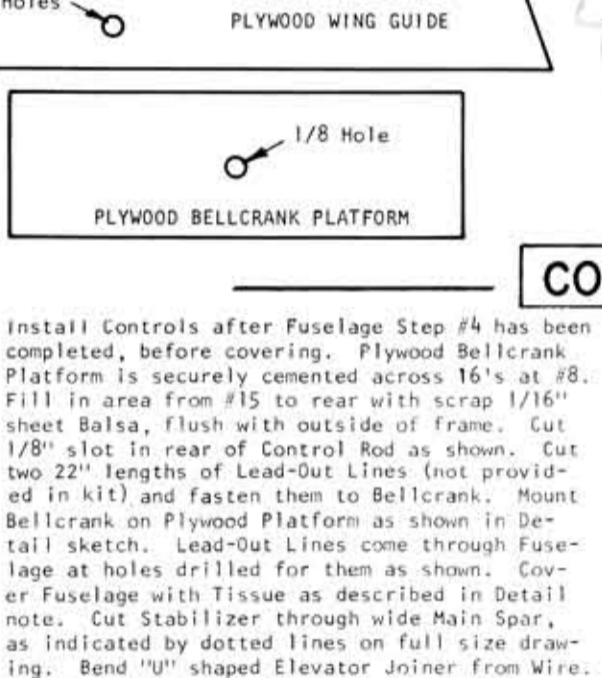 Holes
PLYWOOD WING GUIDE
1/8 Hole
PLYWOOD BELLCRANK PLATFORM
CO
Install Controls after Fuselage Step #4 has been
completed, before covering. Plywood Bellcrank
Platform is securely cemented across 16's at #8.
Fill in area from #15 to rear with scrap 1/16"
sheet Balsa, flush with outside of frame. Cut
1/8" slot in rear of Control Rod as shown. Cut
two 22" lengths of Lead-Out Lines (not provid-
ed in kit) and fasten them to Bellcrank. Mount
Bellcrank on Plywood Platform as shown in De-
tail sketch. Lead-Out Lines come through Fuse-
lage at holes drilled for them as shown. Cov-
er Fuselage with Tissue as described in Detail
note. Cut Stabilizer through wide Main Spar,
as indicated by dotted lines on full size draw-
ing. Bend "U" shaped Elevator Joiner from Wire.